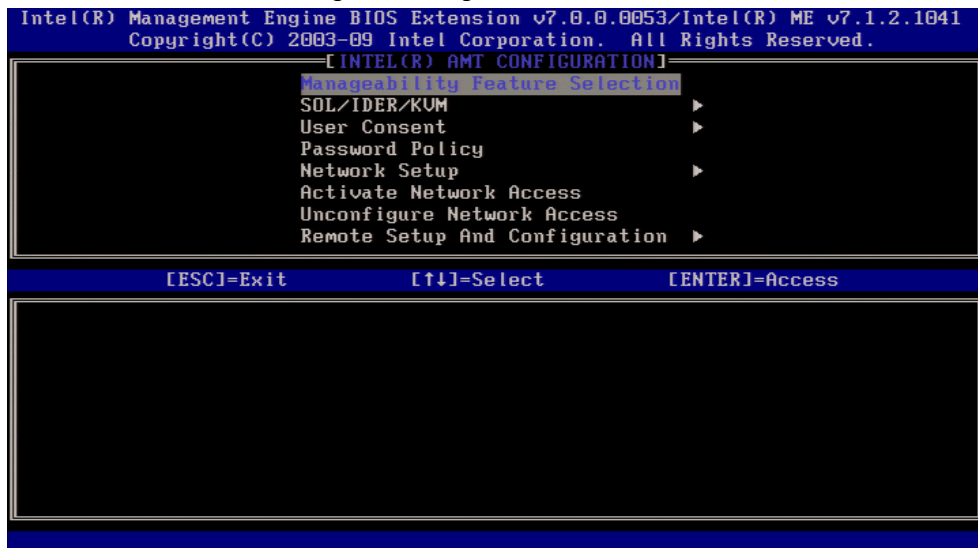 Intel(R) Management Engine BIOS Extension v7.0.0.0053/Intel(R) ME v7.1.2.1041
Copyright(C) 2003-09 Intel Corporation. All Rights Reserved.
[INTEL(R) AMT CONFIGURATION]
Manageability Feature Selection
SOL/IDER/KVM ►
User Consent ►
Password Policy
Network Setup ►
Activate Network Access
Unconfigure Network Access
Remote Setup And Configuration ►
[ESC]=Exit [↑↓]=Select [ENTER]=Access